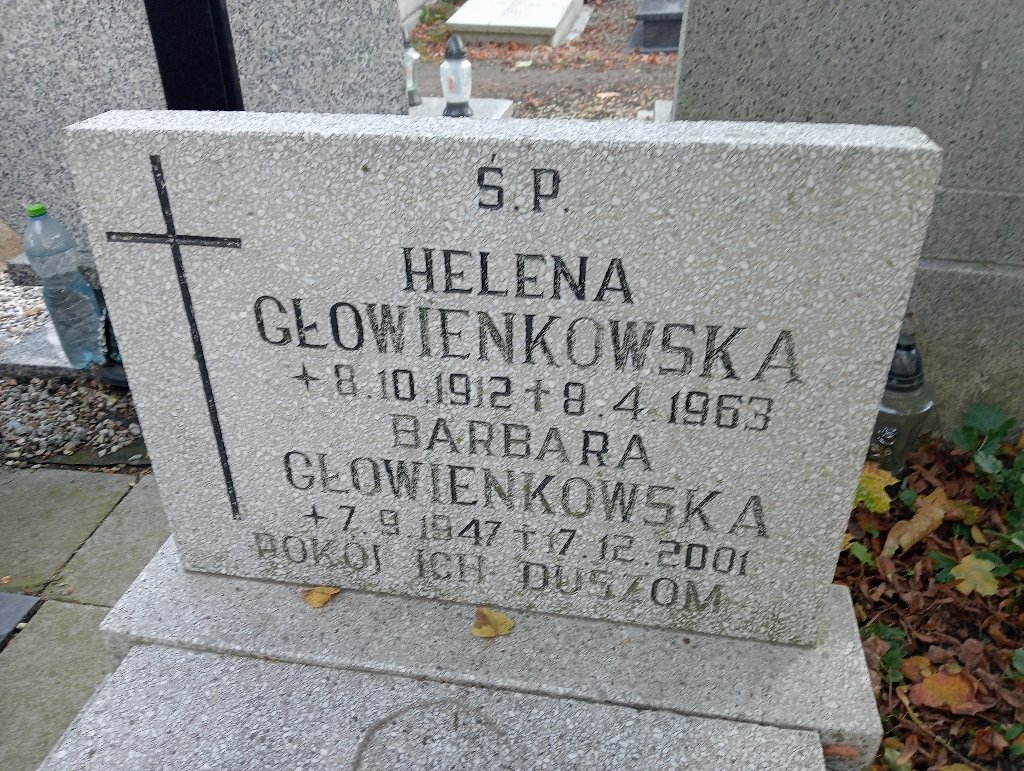 Ś.P.
HELENA
GŁOWIENKOWSKA
+8.10.1912 +8.4.1963
BARBARA
GŁOWIENKOWSKA
+7.9.1947 +17.12.2001
POKÓJ ICH DUSZOM